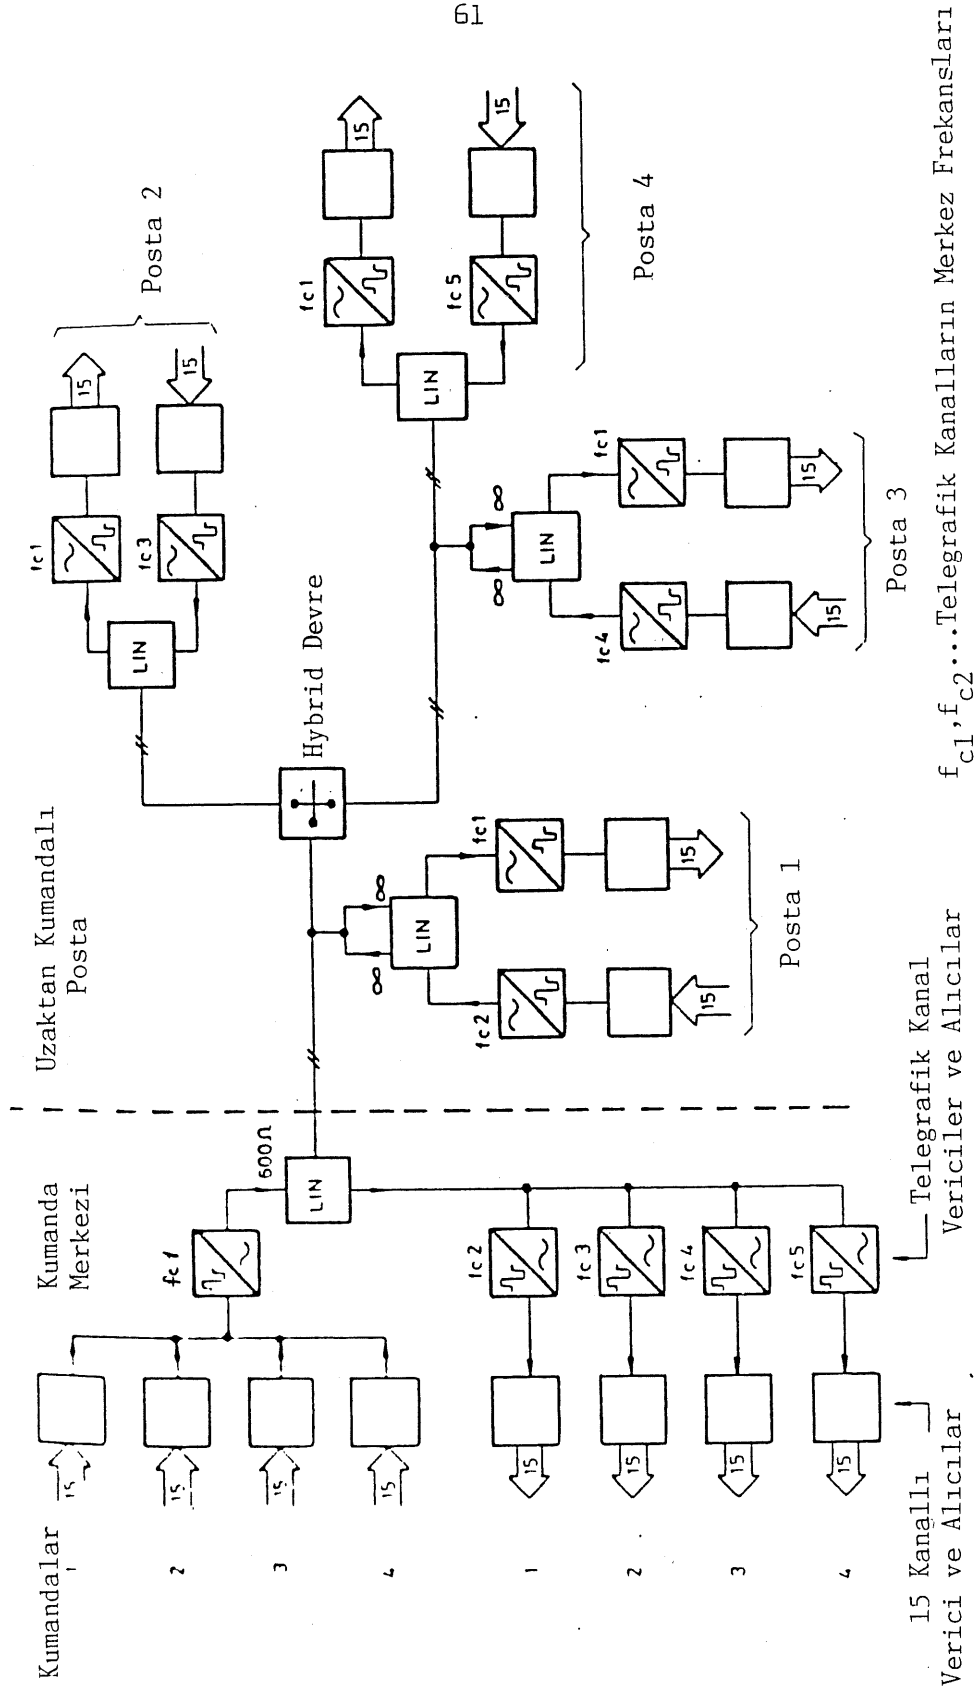 61
Kumandalar
1
2
3
4
1
2
3
4
15
15
15
15
15
15
15
15
Kumanda
Merkezi
fc1
600Ω
LIN
fc2
fc3
fc4
fc5
15 Kanallı
Verici ve Alıcılar
Telegrafik Kanal
Vericiler ve Alıcılar
Uzaktan Kumandalı
Posta
∞
∞
LIN
fc2
fc1
15
15
Posta 1
Hybrid Devre
LIN
fc1
fc3
15
15
Posta 2
∞
∞
LIN
fc4
fc1
15
15
Posta 3
LIN
fc1
fc5
15
15
Posta 4
fc1,fc2...Telegrafik Kanalların Merkez Frekansları